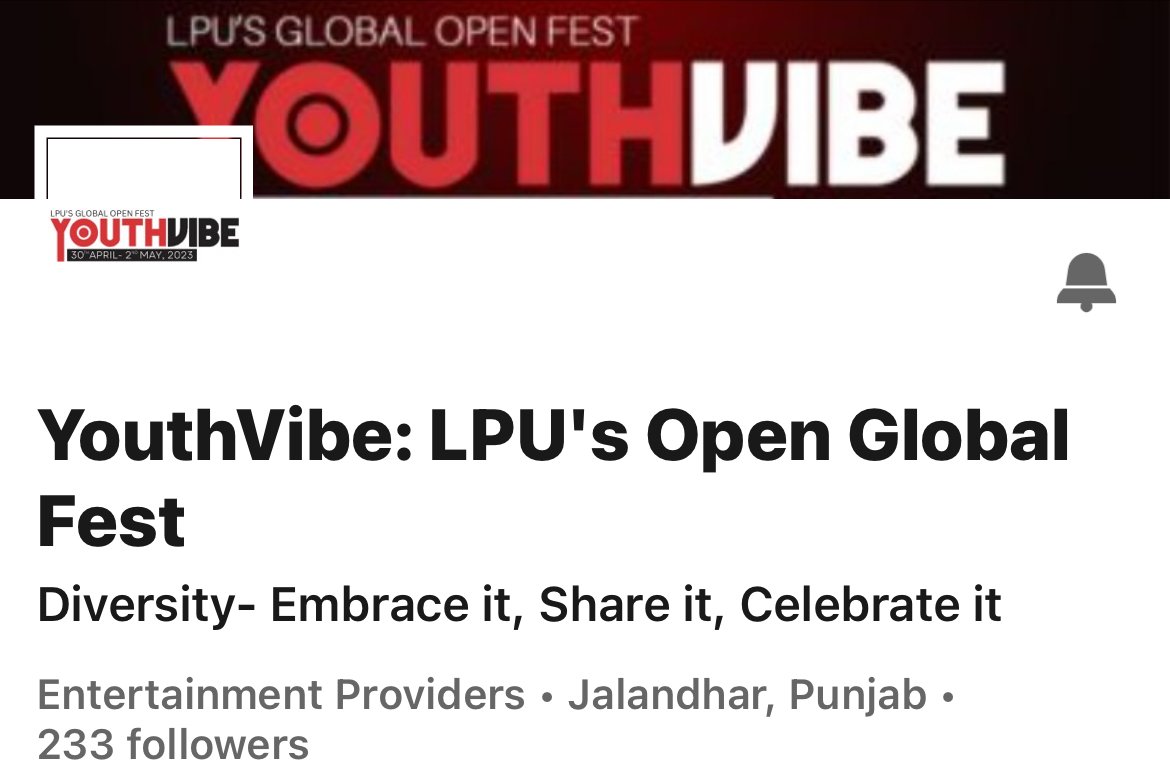 LPU'S GLOBAL OPEN FEST
YOUTHVIBE
LPU'S GLOBAL OPEN FEST
YOUTHVIBE
30TH APRIL- 2ND MAY, 2023
YouthVibe: LPU's Open Global
Fest
Diversity- Embrace it, Share it, Celebrate it
Entertainment Providers • Jalandhar, Punjab •
233 followers